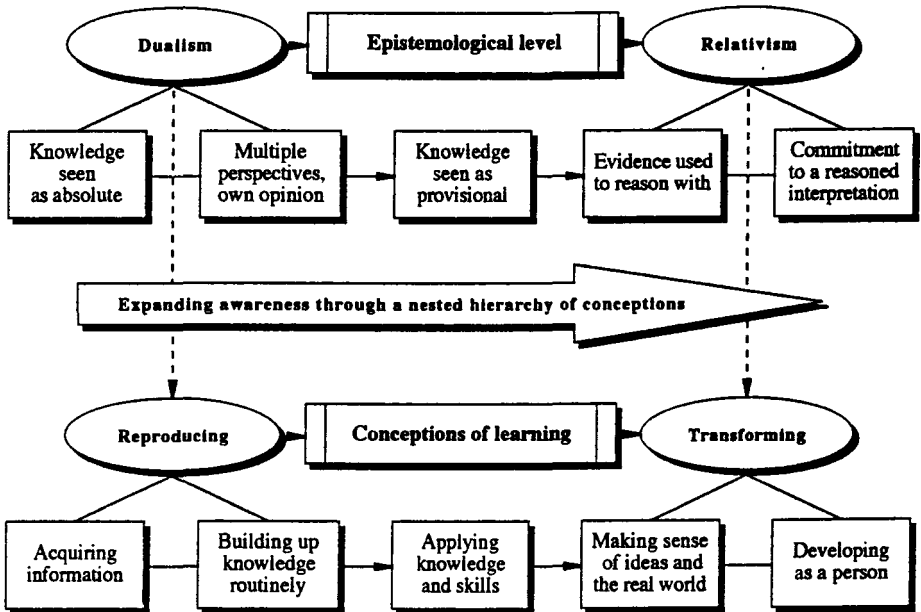 Dualism
Epistemological level
Relativism
Knowledge
seen
as absolute
Multiple
perspectives,
own opinion
Knowledge
seen as
provisional
Evidence used
to reason with
Commitment
to a reasoned
interpretation
Expanding awareness through a nested hierarchy of conceptions
Reproducing
Conceptions of learning
Transforming
Acquiring
information
Building up
knowledge
routinely
Applying
knowledge
and skills
Making sense
of ideas and
the real world
Developing
as a person